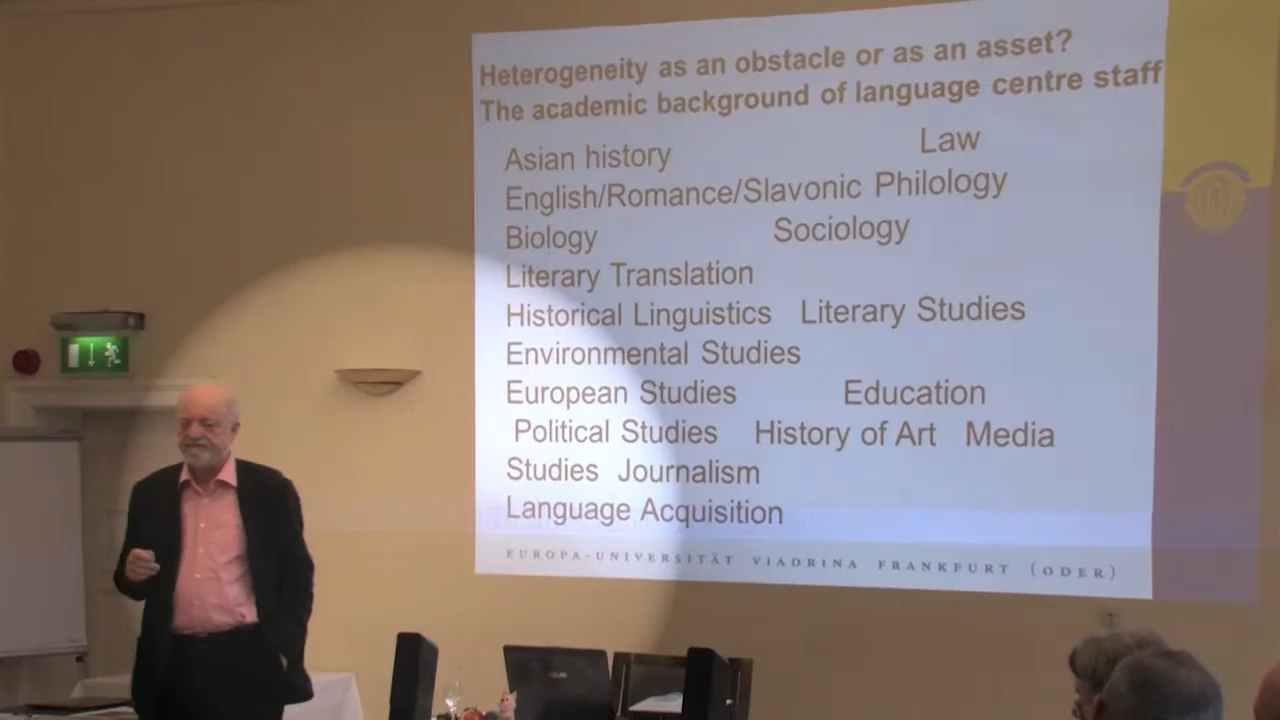 Heterogeneity as an obstacle or as an asset?
The academic background of language centre staff
Asian history Law
English/Romance/Slavonic Philology
Biology Sociology
Literary Translation
Historical Linguistics Literary Studies
Environmental Studies
European Studies Education
Political Studies History of Art Media
Studies Journalism
Language Acquisition
EUROPA-UNIVERSITÄT VIADRINA FRANKFURT (ODER)